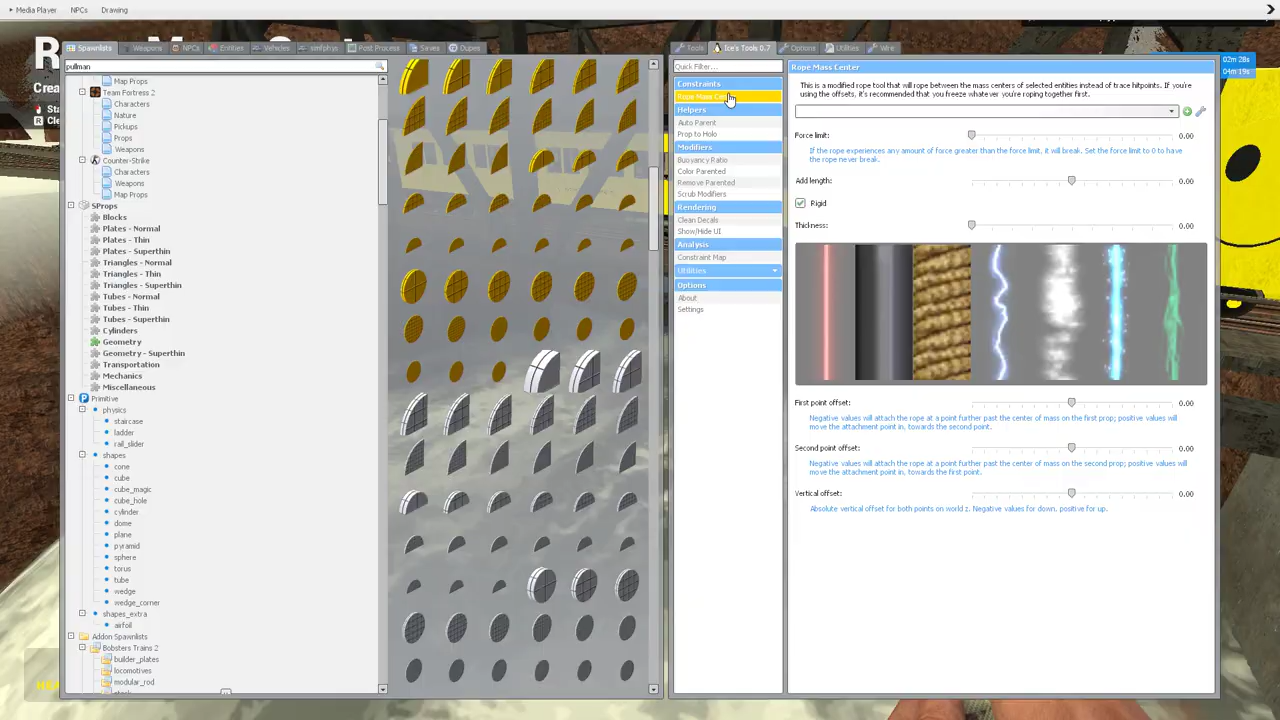 Media Player NPCs Drawing
Spawnlists Weapons NPCs Entities Vehicles simfphys Post Process Saves Dupes
pullman
Map Props
Team Fortress 2
Characters
Nature
Pickups
Props
Weapons
Counter-Strike
Characters
Weapons
Map Props
SProps
Blocks
Plates - Normal
Plates - Thin
Plates - Superthin
Triangles - Normal
Triangles - Thin
Triangles - Superthin
Tubes - Normal
Tubes - Thin
Tubes - Superthin
Cylinders
Geometry
Geometry - Superthin
Transportation
Mechanics
Miscellaneous
Primitive
physics
staircase
ladder
rail_slider
shapes
cone
cube
cube_magic
cube_hole
cylinder
dome
plane
pyramid
sphere
torus
tube
wedge
wedge_corner
shapes_extra
airfoil
Addon Spawnlists
Bobsters Trains 2
builder_plates
locomotives
modular_rod
Tools Ice's Tools 0.7 Options Utilities Wire
Quick Filter...
Constraints
Rope Mass
Helpers
Auto Parent
Prop to Holo
Modifiers
Buoyancy Ratio
Color Parented
Remove Parented
Scrub Modifiers
Rendering
Clean Decals
Show/Hide UI
Analysis
Constraint Map
Utilities
Options
About
Settings
Rope Mass Center
This is a modified rope tool that will rope between the mass centers of selected entities instead of trace hitpoints. If
using the offsets, it's recommended that you freeze whatever you're roping together first.
Force limit: 0.00
If the rope experiences any amount of force greater than the force limit, it will break. Set the force limit to 0 to have
the rope never break.
Add length: 0.00
Rigid
Thickness: 0.00
First point offset: 0.00
Negative values will attach the rope at a point further past the center of mass on the first prop; positive values will
move the attachment point in, towards the second point.
Second point offset: 0.00
Negative values will attach the rope at a point further past the center of mass on the second prop; positive values will
move the attachment point in, towards the first point.
Vertical offset: 0.00
Absolute vertical offset for both points on world z. Negative values for down, positive for up.
02m 28s
04m 19s